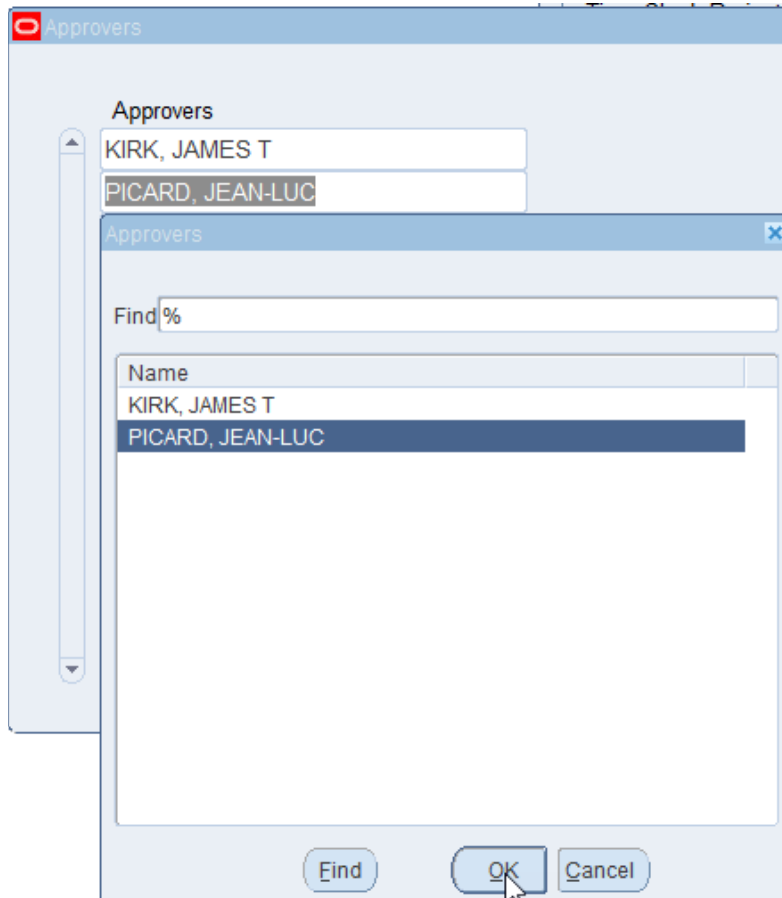 Approvers
Approvers
KIRK, JAMES T
PICARD, JEAN-LUC
Approvers
Find %
Name
KIRK, JAMES T
PICARD, JEAN-LUC
Find OK Cancel